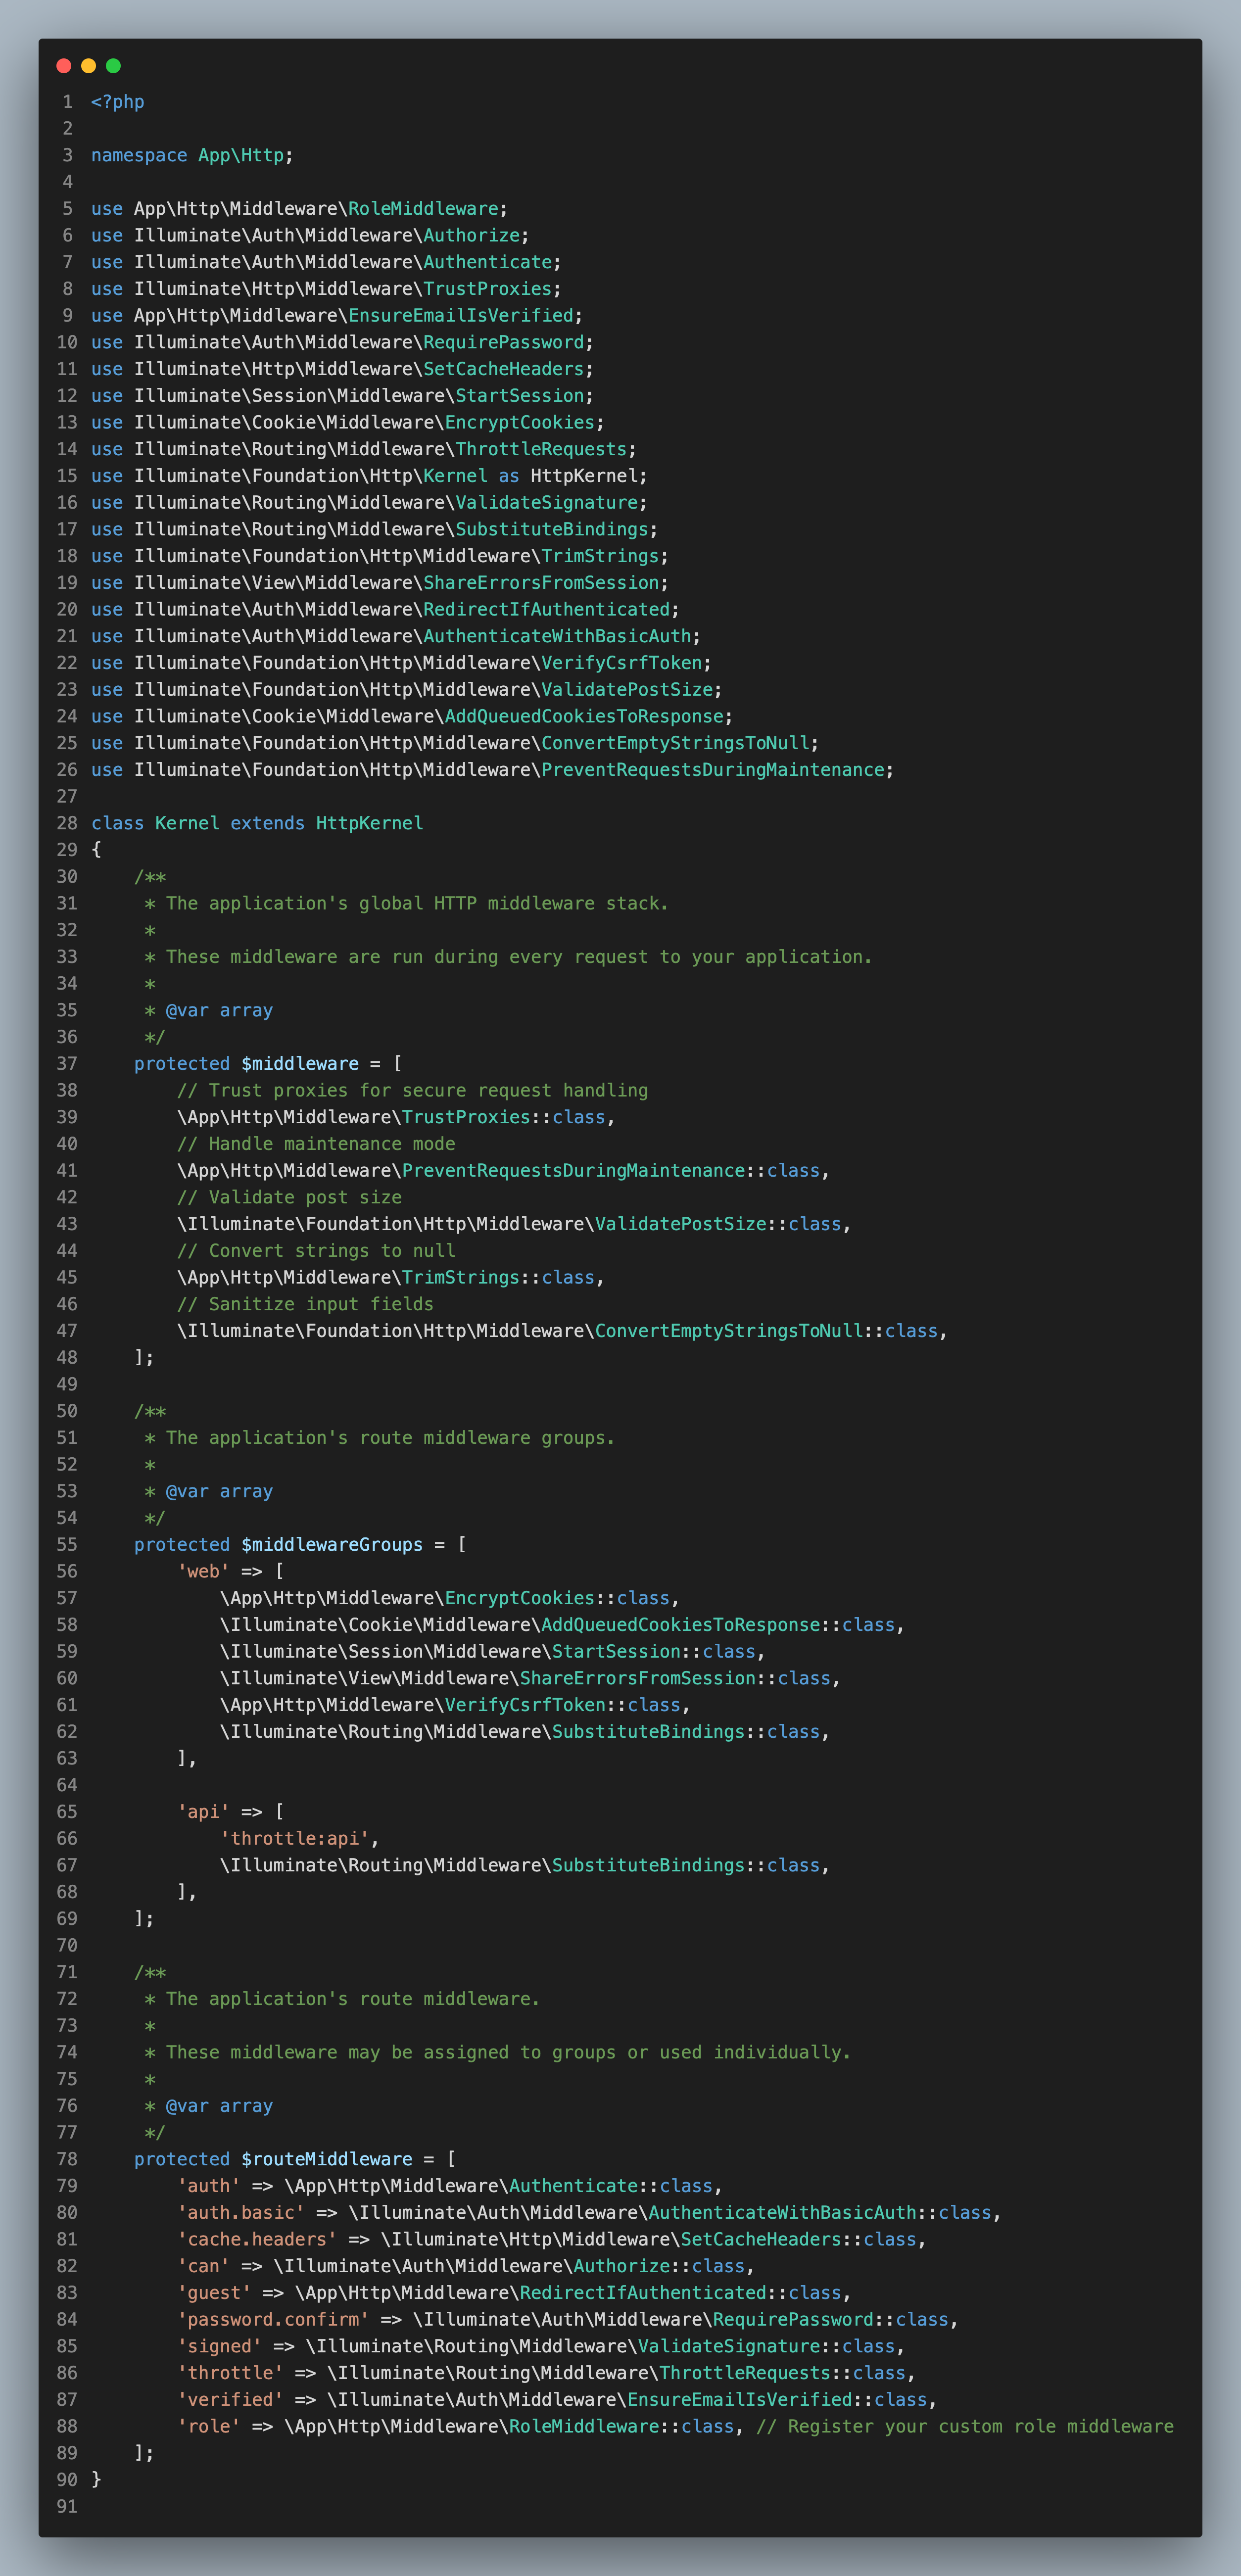 1 <?php
2
3 namespace App\Http;
4
5 use App\Http\Middleware\RoleMiddleware;
6 use Illuminate\Auth\Middleware\Authorize;
7 use Illuminate\Auth\Middleware\Authenticate;
8 use Illuminate\Http\Middleware\TrustProxies;
9 use App\Http\Middleware\EnsureEmailIsVerified;
10 use Illuminate\Auth\Middleware\RequirePassword;
11 use Illuminate\Http\Middleware\SetCacheHeaders;
12 use Illuminate\Session\Middleware\StartSession;
13 use Illuminate\Cookie\Middleware\EncryptCookies;
14 use Illuminate\Routing\Middleware\ThrottleRequests;
15 use Illuminate\Foundation\Http\Kernel as HttpKernel;
16 use Illuminate\Routing\Middleware\ValidateSignature;
17 use Illuminate\Routing\Middleware\SubstituteBindings;
18 use Illuminate\Foundation\Http\Middleware\TrimStrings;
19 use Illuminate\View\Middleware\ShareErrorsFromSession;
20 use Illuminate\Auth\Middleware\RedirectIfAuthenticated;
21 use Illuminate\Auth\Middleware\AuthenticateWithBasicAuth;
22 use Illuminate\Foundation\Http\Middleware\VerifyCsrfToken;
23 use Illuminate\Foundation\Http\Middleware\ValidatePostSize;
24 use Illuminate\Cookie\Middleware\AddQueuedCookiesToResponse;
25 use Illuminate\Foundation\Http\Middleware\ConvertEmptyStringsToNull;
26 use Illuminate\Foundation\Http\Middleware\PreventRequestsDuringMaintenance;
27
28 class Kernel extends HttpKernel
29 {
30     /**
31      * The application's global HTTP middleware stack.
32      *
33      * These middleware are run during every request to your application.
34      *
35      * @var array
36      */
37     protected $middleware = [
38         // Trust proxies for secure request handling
39         \App\Http\Middleware\TrustProxies::class,
40         // Handle maintenance mode
41         \App\Http\Middleware\PreventRequestsDuringMaintenance::class,
42         // Validate post size
43         \Illuminate\Foundation\Http\Middleware\ValidatePostSize::class,
44         // Convert strings to null
45         \App\Http\Middleware\TrimStrings::class,
46         // Sanitize input fields
47         \Illuminate\Foundation\Http\Middleware\ConvertEmptyStringsToNull::class,
48     ];
49
50     /**
51      * The application's route middleware groups.
52      *
53      * @var array
54      */
55     protected $middlewareGroups = [
56         'web' => [
57             \App\Http\Middleware\EncryptCookies::class,
58             \Illuminate\Cookie\Middleware\AddQueuedCookiesToResponse::class,
59             \Illuminate\Session\Middleware\StartSession::class,
60             \Illuminate\View\Middleware\ShareErrorsFromSession::class,
61             \App\Http\Middleware\VerifyCsrfToken::class,
62             \Illuminate\Routing\Middleware\SubstituteBindings::class,
63         ],
64
65         'api' => [
66             'throttle:api',
67             \Illuminate\Routing\Middleware\SubstituteBindings::class,
68         ],
69     ];
70
71     /**
72      * The application's route middleware.
73      *
74      * These middleware may be assigned to groups or used individually.
75      *
76      * @var array
77      */
78     protected $routeMiddleware = [
79         'auth' => \App\Http\Middleware\Authenticate::class,
80         'auth.basic' => \Illuminate\Auth\Middleware\AuthenticateWithBasicAuth::class,
81         'cache.headers' => \Illuminate\Http\Middleware\SetCacheHeaders::class,
82         'can' => \Illuminate\Auth\Middleware\Authorize::class,
83         'guest' => \App\Http\Middleware\RedirectIfAuthenticated::class,
84         'password.confirm' => \Illuminate\Auth\Middleware\RequirePassword::class,
85         'signed' => \Illuminate\Routing\Middleware\ValidateSignature::class,
86         'throttle' => \Illuminate\Routing\Middleware\ThrottleRequests::class,
87         'verified' => \Illuminate\Auth\Middleware\EnsureEmailIsVerified::class,
88         'role' => \App\Http\Middleware\RoleMiddleware::class, // Register your custom role middleware
89     ];
90 }
91